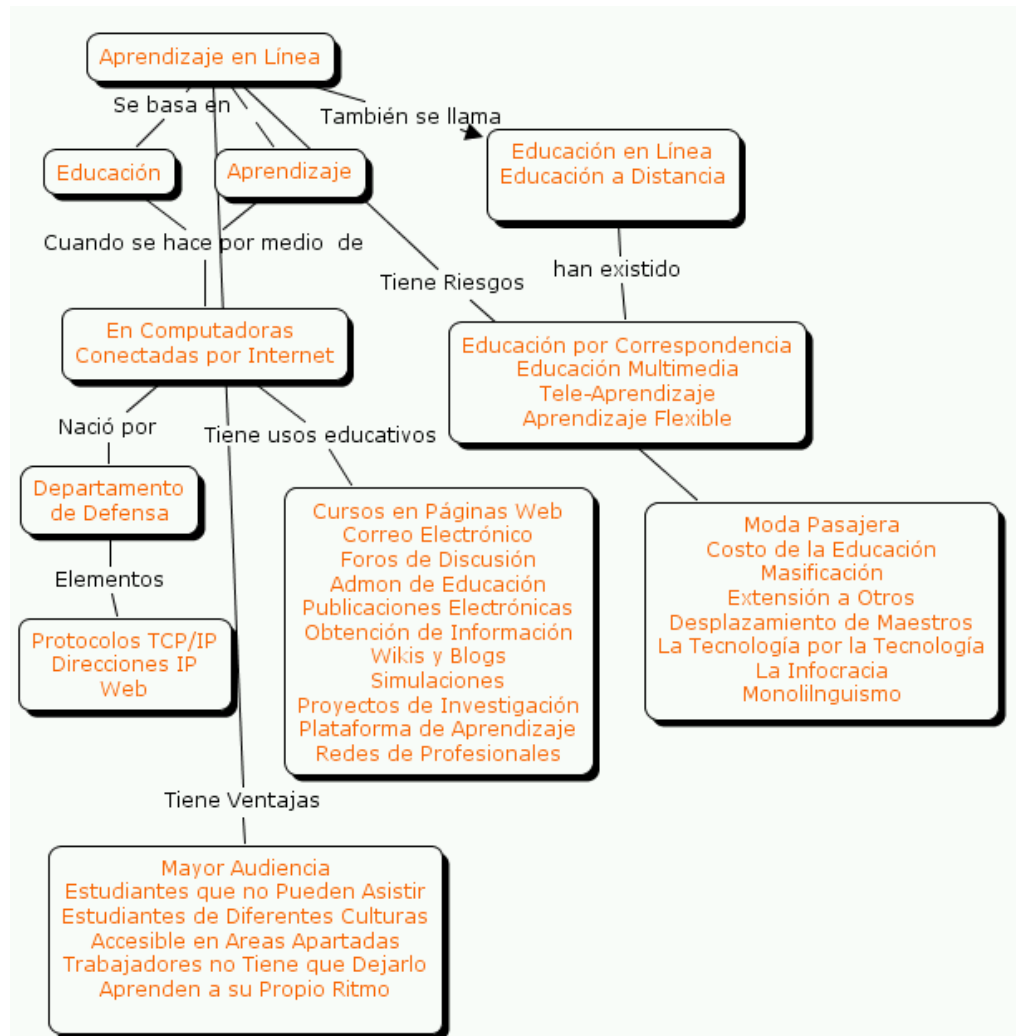 Aprendizaje en Línea
Se basa en
También se llama
Educación
Aprendizaje
Educación en Línea
Educación a Distancia
Cuando se hace por medio de
Tiene Riesgos
han existido
En Computadoras
Conectadas por Internet
Educación por Correspondencia
Educación Multimedia
Tele-Aprendizaje
Aprendizaje Flexible
Nació por
Tiene usos educativos
Departamento
de Defensa
Cursos en Páginas Web
Correo Electrónico
Foros de Discusión
Admon de Educación
Publicaciones Electrónicas
Obtención de Información
Wikis y Blogs
Simulaciones
Proyectos de Investigación
Plataforma de Aprendizaje
Redes de Profesionales
Moda Pasajera
Costo de la Educación
Masificación
Extensión a Otros
Desplazamiento de Maestros
La Tecnología por la Tecnología
La Infocracia
Monolilnguismo
Elementos
Protocolos TCP/IP
Direcciones IP
Web
Tiene Ventajas
Mayor Audiencia
Estudiantes que no Pueden Asistir
Estudiantes de Diferentes Culturas
Accesible en Areas Apartadas
Trabajadores no Tiene que Dejarlo
Aprenden a su Propio Ritmo